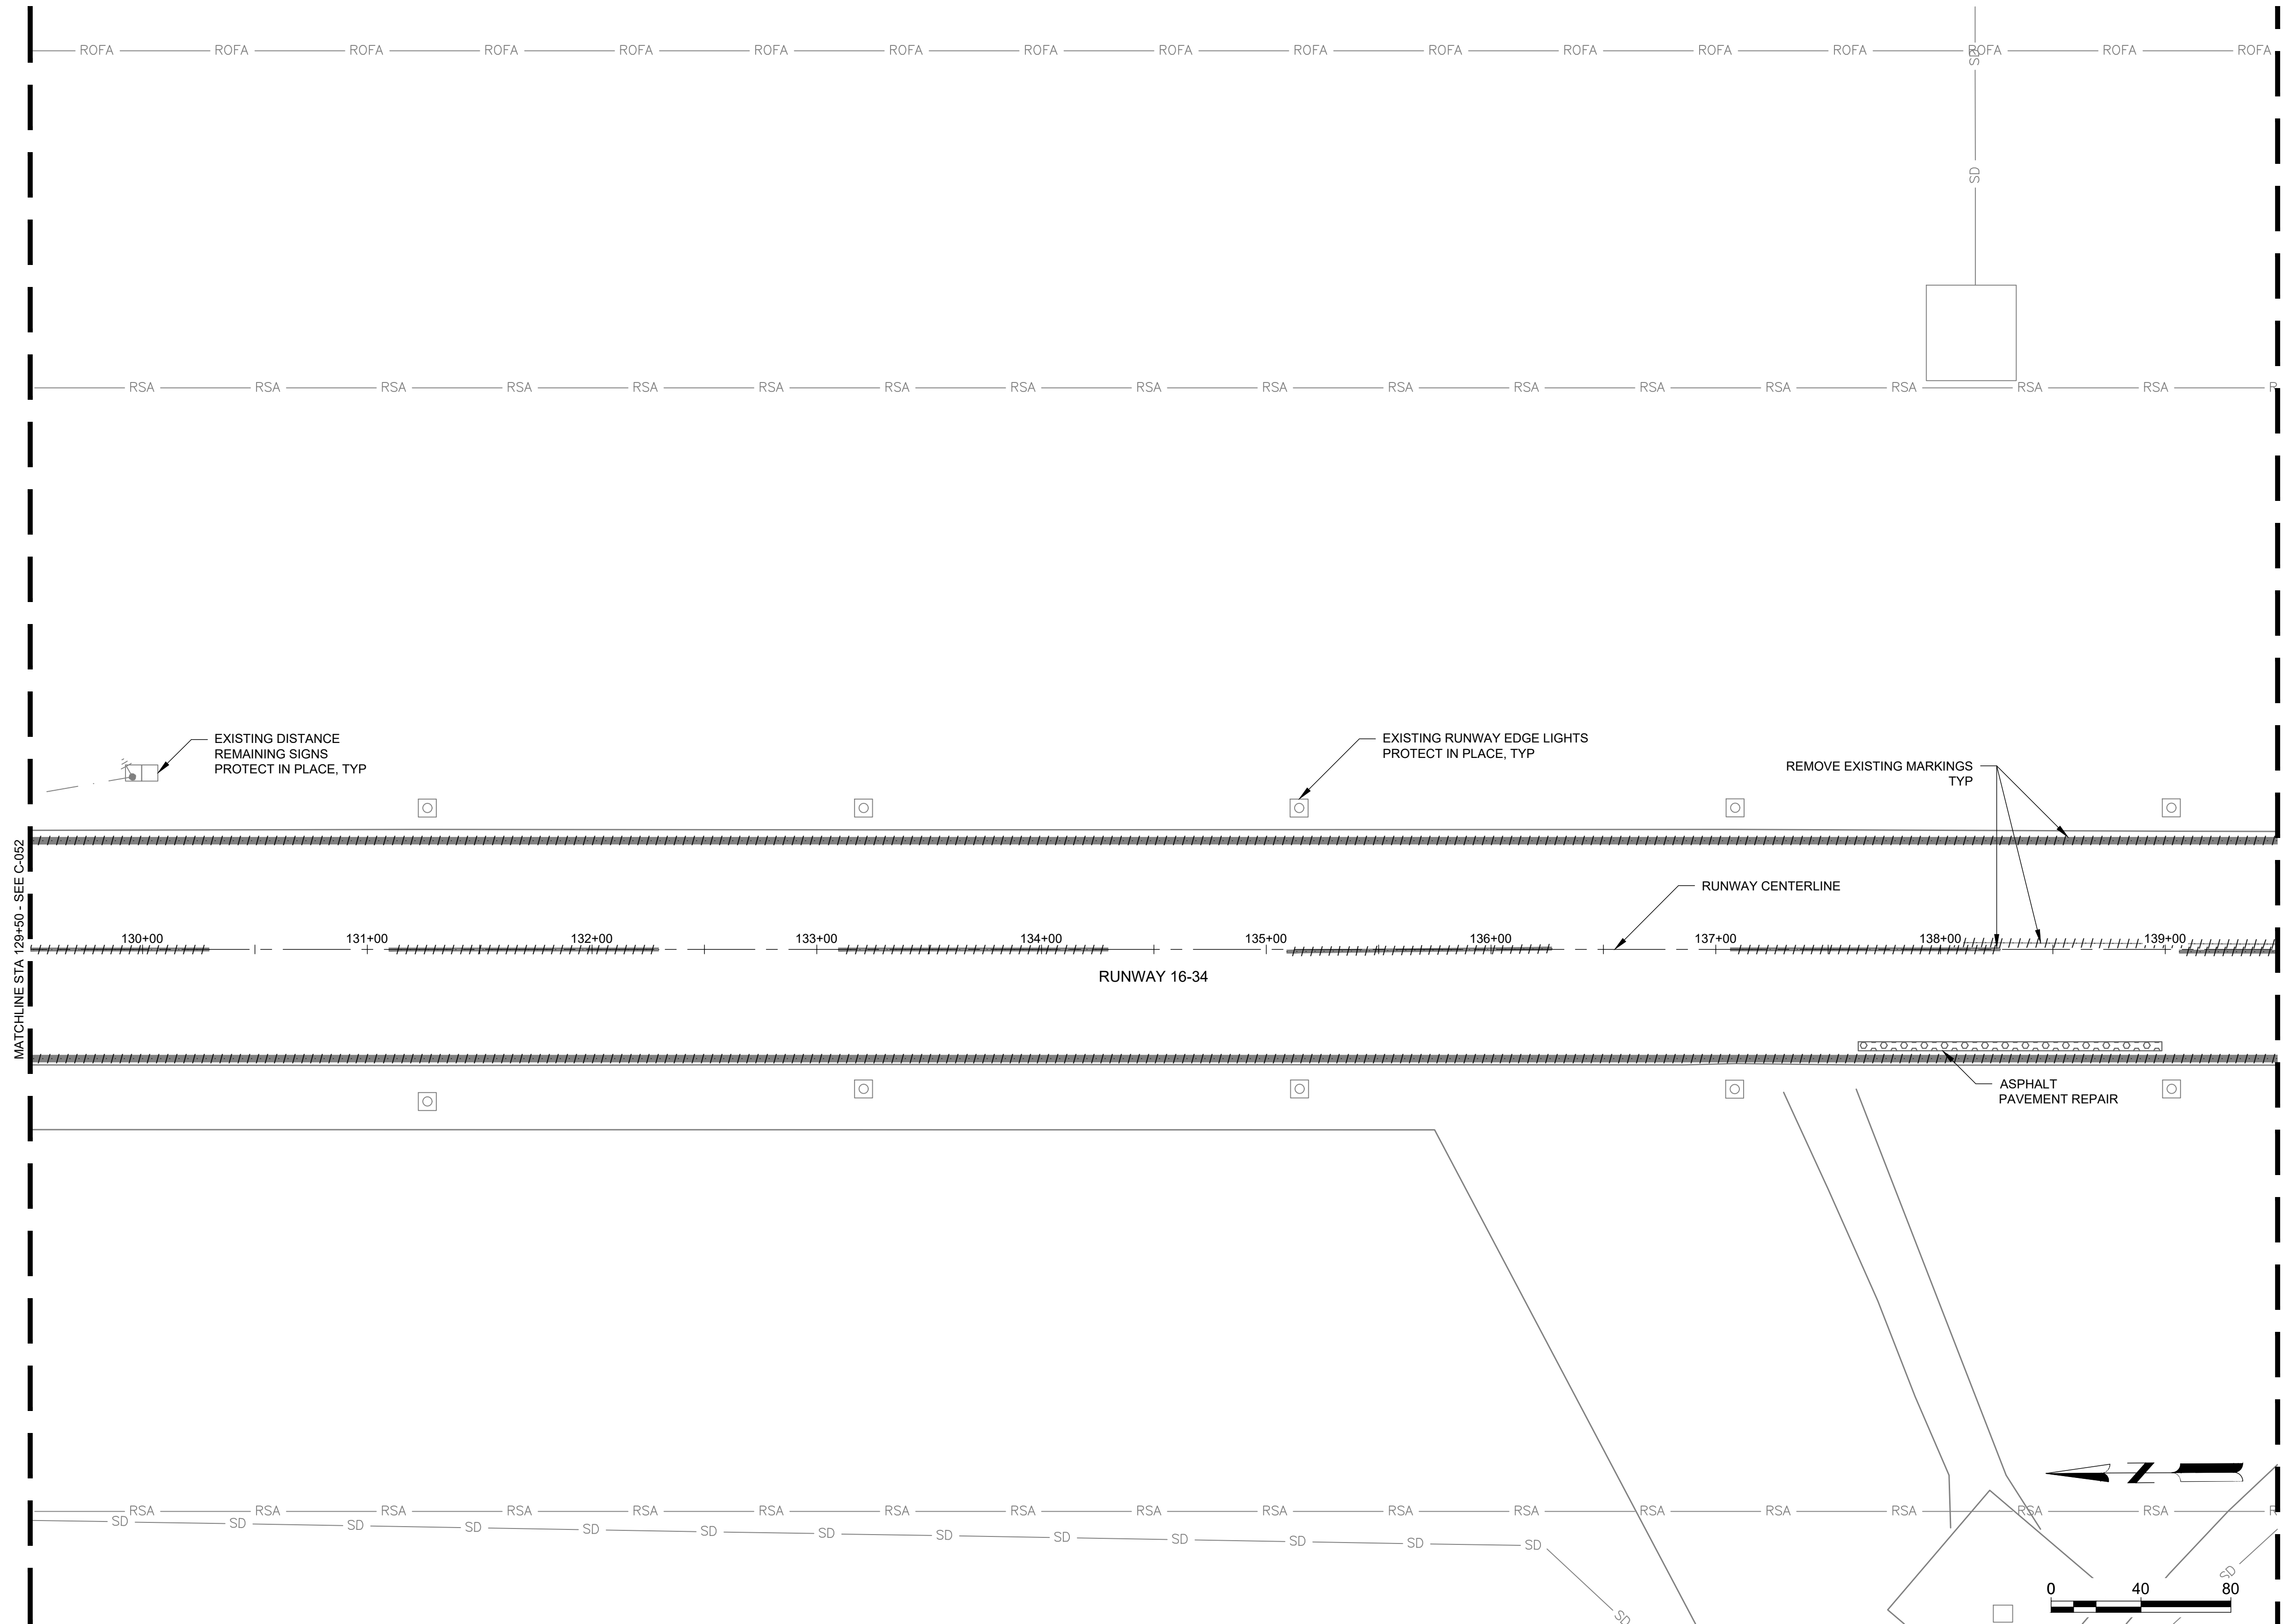 ROFA ROFA ROFA ROFA ROFA ROFA ROFA ROFA ROFA ROFA ROFA ROFA ROFA ROFA ROFA ROFA ROFA
SD
SD
RSA RSA RSA RSA RSA RSA RSA RSA RSA RSA RSA RSA RSA RSA RSA RSA RSA R
EXISTING DISTANCE
REMAINING SIGNS
PROTECT IN PLACE, TYP
EXISTING RUNWAY EDGE LIGHTS
PROTECT IN PLACE, TYP
REMOVE EXISTING MARKINGS
TYP
MATCHLINE STA 129+50 - SEE C-052
RUNWAY CENTERLINE
130+00 131+00 132+00 133+00 134+00 135+00 136+00 137+00 138+00 139+00
RUNWAY 16-34
ASPHALT
PAVEMENT REPAIR
Z
RSA RSA RSA RSA RSA RSA RSA RSA RSA RSA RSA RSA RSA RSA RSA RSA RSA R
SD SD SD SD SD SD SD SD SD SD SD SD SD
SD
SD
0 40 80